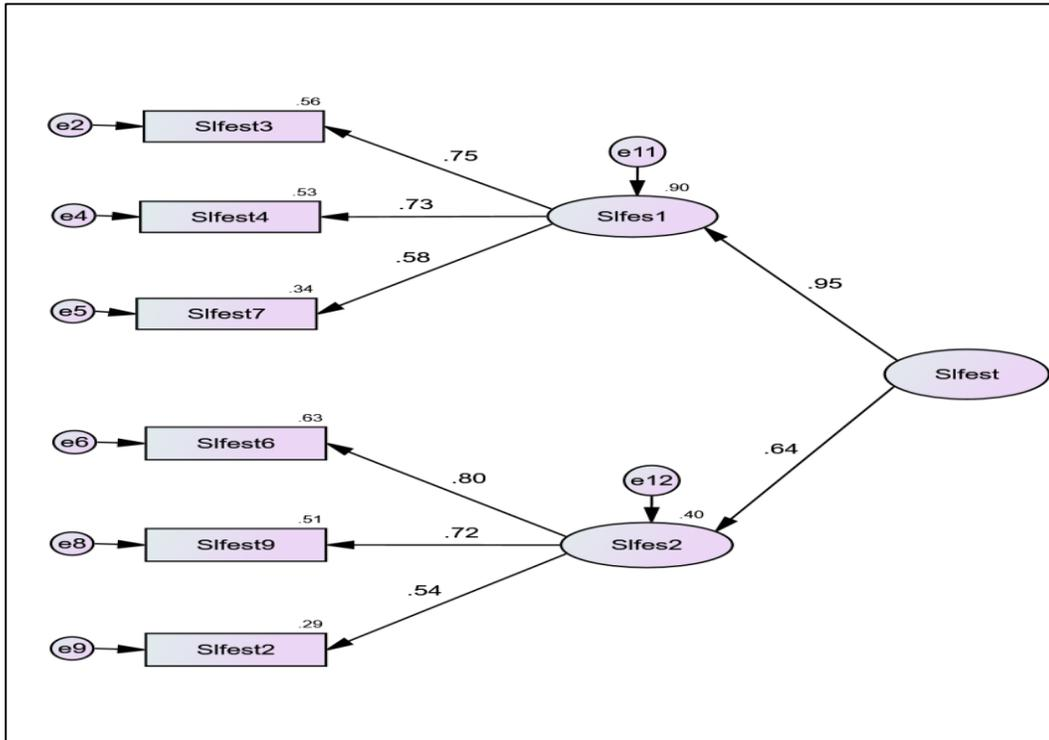 .56
e2
Slfest3
.75
e11
.53
.90
e4
Slfest4
.73
Slfes1
.58
.34
e5
Slfest7
.95
Slfest
.63
e6
Slfest6
.64
.80
e12
.51
.40
e8
Slfest9
.72
Slfes2
.54
.29
e9
Slfest2